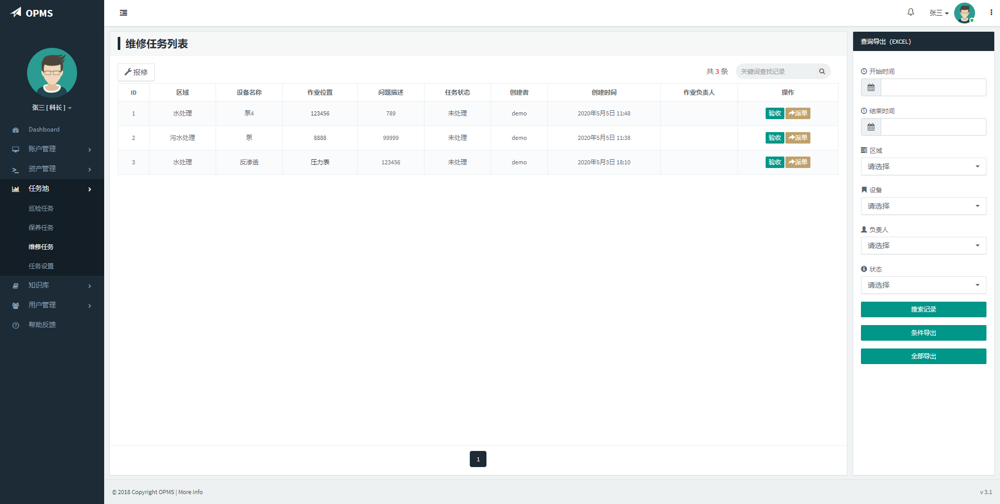 OPMS
张三
张三 [ 科长 ]
Dashboard
账户管理
资产管理
任务池
巡检任务
保养任务
维修任务
任务设置
知识库
用户管理
帮助反馈
维修任务列表
报修
共 3 条
关键词查找记录
ID 区域 设备名称 作业位置 问题描述 任务状态 创建者 创建时间 作业负责人 操作
1 水处理 泵4 123456 789 未处理 demo 2020年5月5日 11:48 验收 派单
2 污水处理 泵 8888 99999 未处理 demo 2020年5月5日 11:38 验收 派单
3 水处理 反渗透 压力表 123456 未处理 demo 2020年5月3日 18:10 验收 派单
1
查询导出（EXCEL）
开始时间
结束时间
区域
请选择
设备
请选择
负责人
请选择
状态
请选择
搜索记录
条件导出
全部导出
© 2018 Copyright OPMS | More info
v 3.1